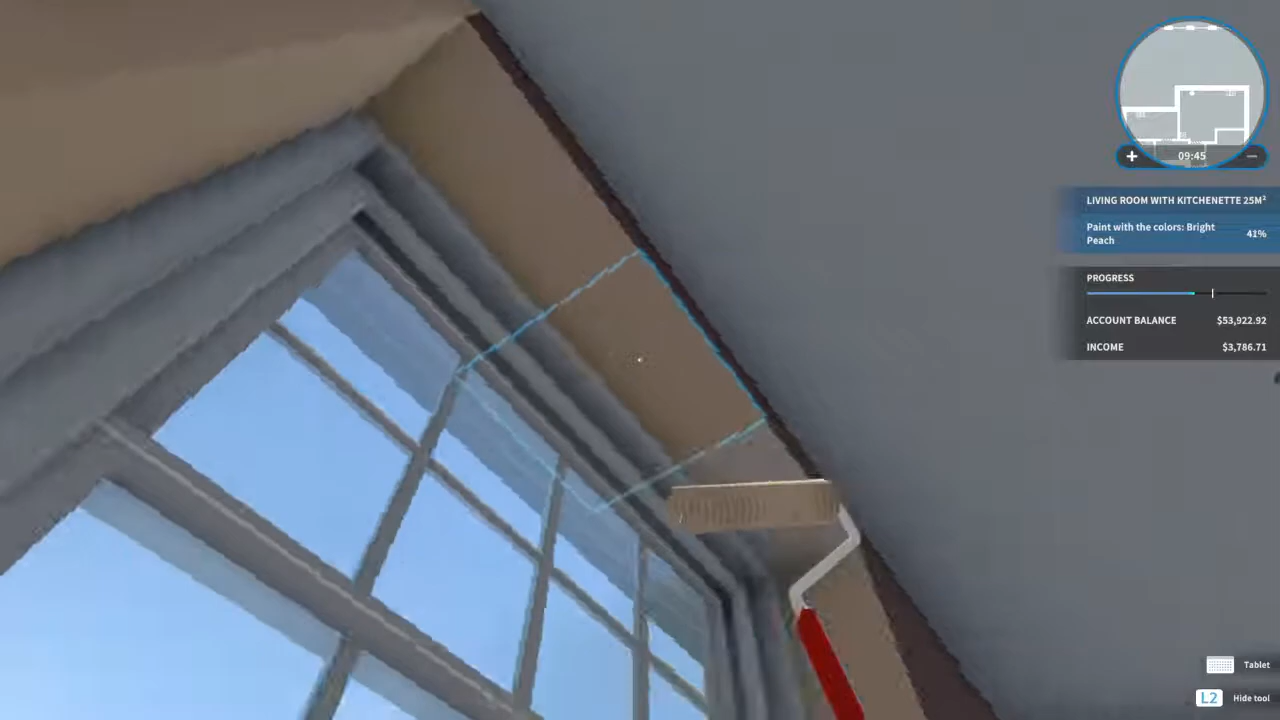 09:45
LIVING ROOM WITH KITCHENETTE 25M²
Paint with the colors: Bright
Peach
41%
PROGRESS
ACCOUNT BALANCE $53,922.92
INCOME $3,786.71
Tablet
L2 Hide tool